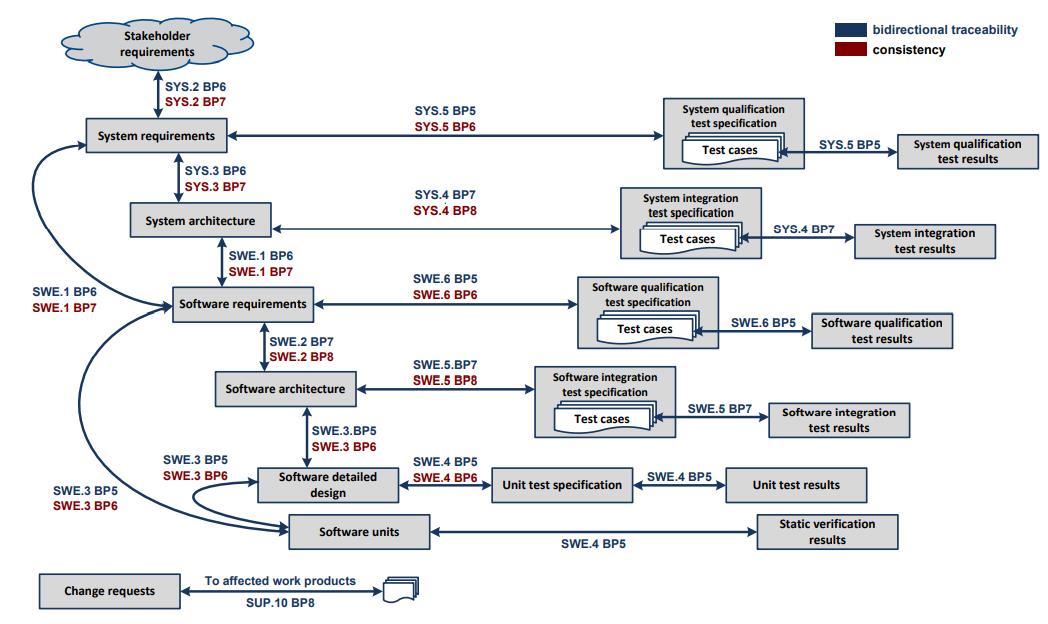 Stakeholder
requirements
bidirectional traceability
consistency
SYS.2 BP6
SYS.2 BP7
System requirements
SYS.5 BP5
SYS.5 BP6
System qualification
test specification
Test cases
SYS.5 BP5
System qualification
test results
SYS.3 BP6
SYS.3 BP7
System architecture
SYS.4 BP7
SYS.4 BP8
System integration
test specification
Test cases
SYS.4 BP7
System integration
test results
SWE.1 BP6
SWE.1 BP7
SWE.1 BP6
SWE.1 BP7
Software requirements
SWE.6 BP5
SWE.6 BP6
Software qualification
test specification
Test cases
SWE.6 BP5
Software qualification
test results
SWE.2 BP7
SWE.2 BP8
Software architecture
SWE.5.BP7
SWE.5 BP8
Software integration
test specification
Test cases
SWE.5 BP7
Software integration
test results
SWE.3.BP5
SWE.3 BP6
SWE.3 BP5
SWE.3 BP6
Software detailed
design
SWE.4 BP5
SWE.4 BP6
Unit test specification
SWE.4 BP5
Unit test results
SWE.3 BP5
SWE.3 BP6
Software units
SWE.4 BP5
Static verification
results
Change requests
To affected work products
SUP.10 BP8